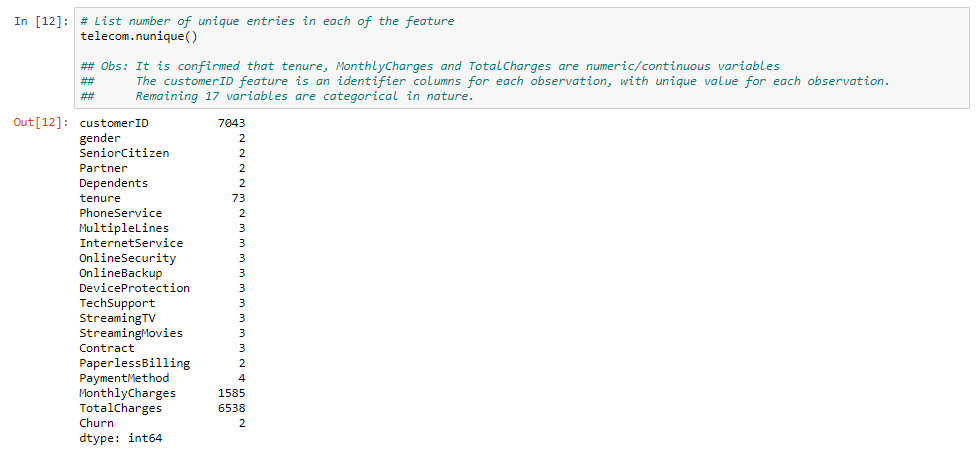 In [12]: # List number of unique entries in each of the feature
telecom.nunique()
## Obs: It is confirmed that tenure, MonthlyCharges and TotalCharges are numeric/continuous variables
## The customerID feature is an identifier columns for each observation, with unique value for each observation.
## Remaining 17 variables are categorical in nature.
Out[12]: customerID 7043
gender 2
SeniorCitizen 2
Partner 2
Dependents 2
tenure 73
PhoneService 2
MultipleLines 3
InternetService 3
OnlineSecurity 3
OnlineBackup 3
DeviceProtection 3
TechSupport 3
StreamingTV 3
StreamingMovies 3
Contract 3
PaperlessBilling 2
PaymentMethod 4
MonthlyCharges 1585
TotalCharges 6538
Churn 2
dtype: int64